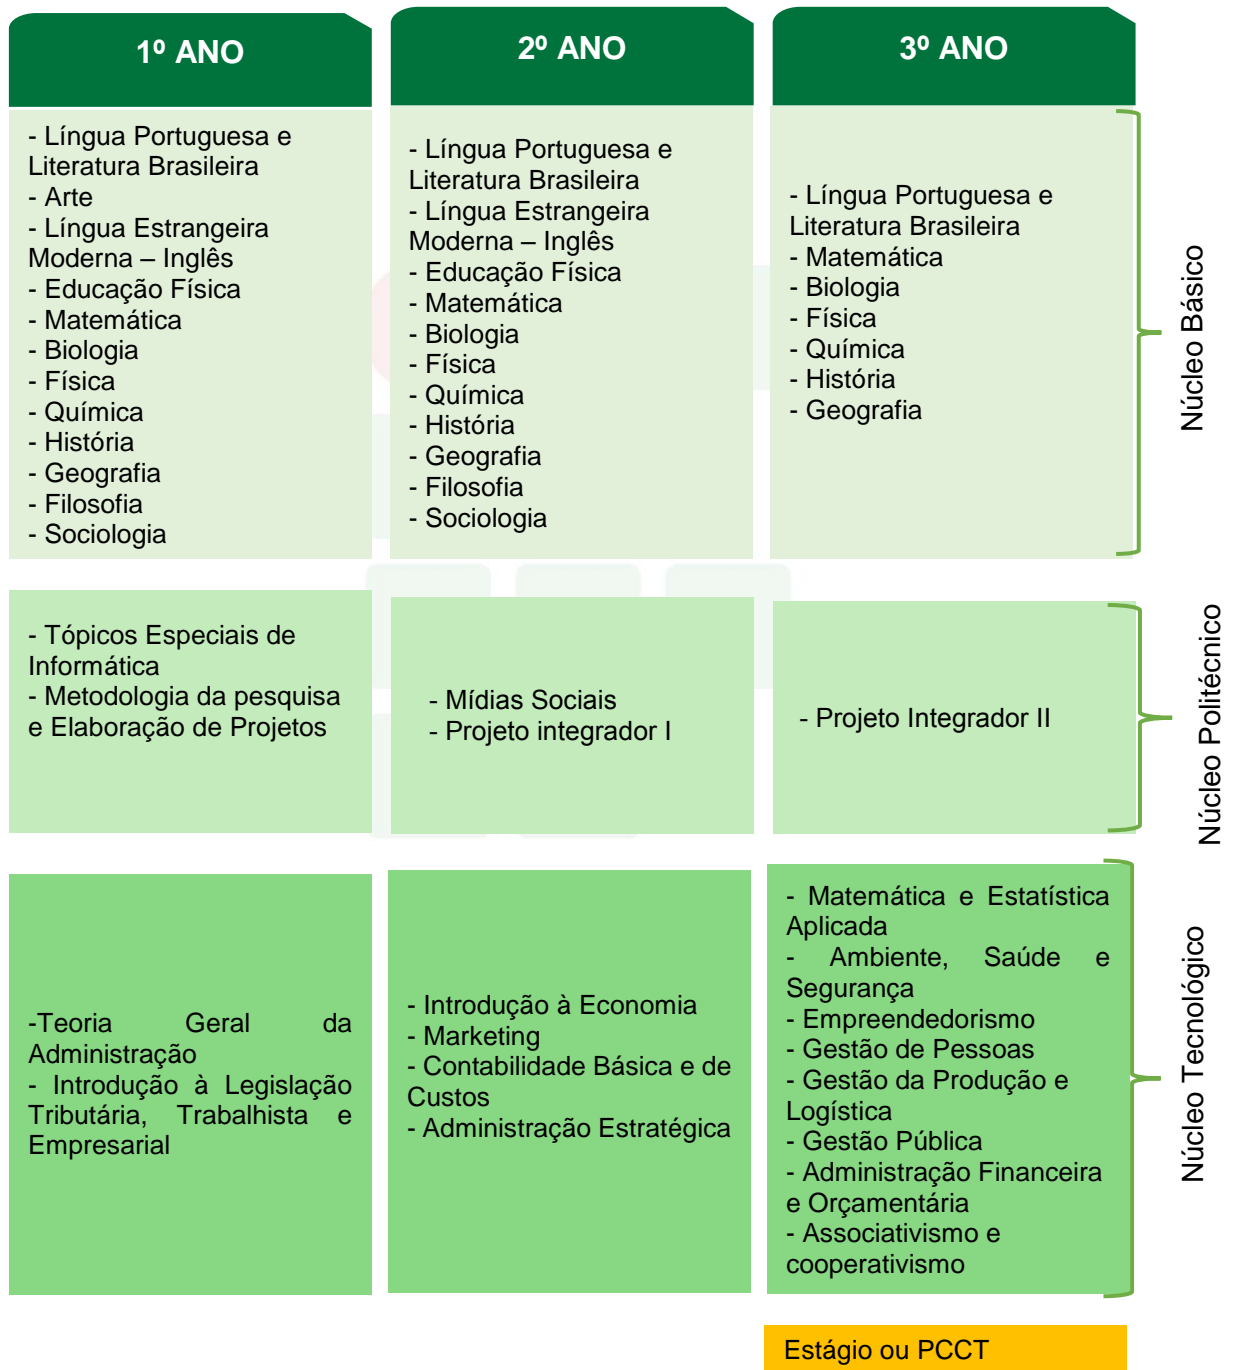 1º ANO
2º ANO
3º ANO
- Língua Portuguesa e
Literatura Brasileira
- Arte
- Língua Estrangeira
Moderna – Inglês
- Educação Física
- Matemática
- Biologia
- Física
- Química
- História
- Geografia
- Filosofia
- Sociologia
- Língua Portuguesa e
Literatura Brasileira
- Língua Estrangeira
Moderna – Inglês
- Educação Física
- Matemática
- Biologia
- Física
- Química
- História
- Geografia
- Filosofia
- Sociologia
- Língua Portuguesa e
Literatura Brasileira
- Matemática
- Biologia
- Física
- Química
- História
- Geografia
Núcleo Básico
- Tópicos Especiais de
Informática
- Metodologia da pesquisa
e Elaboração de Projetos
- Mídias Sociais
- Projeto integrador I
- Projeto Integrador II
Núcleo Politécnico
-Teoria Geral da
Administração
- Introdução à Legislação
Tributária, Trabalhista e
Empresarial
- Introdução à Economia
- Marketing
- Contabilidade Básica e de
Custos
- Administração Estratégica
- Matemática e Estatística
Aplicada
- Ambiente, Saúde e
Segurança
- Empreendedorismo
- Gestão de Pessoas
- Gestão da Produção e
Logística
- Gestão Pública
- Administração Financeira
e Orçamentária
- Associativismo e
cooperativismo
Núcleo Tecnológico
Estágio ou PCCT